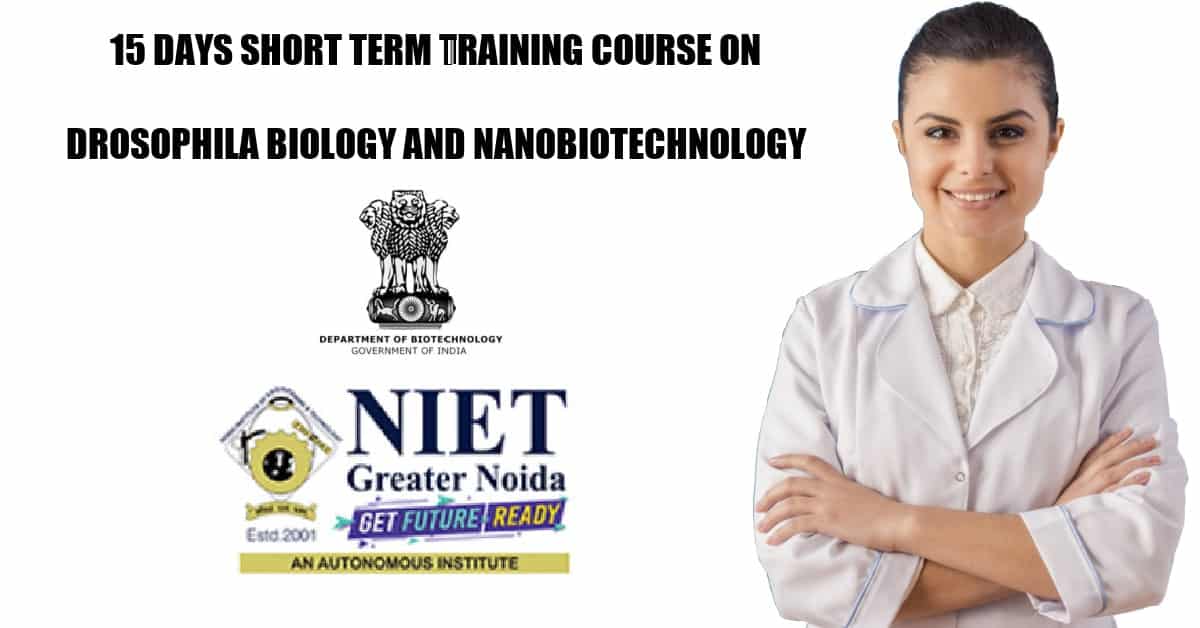 15 DAYS SHORT TERM TRAINING COURSE ON
DROSOPHILA BIOLOGY AND NANOBIOTECHNOLOGY
DEPARTMENT OF BIOTECHNOLOGY
GOVERNMENT OF INDIA
NIET
Greater Noida
GET FUTURE READY
Estd.2001
AN AUTONOMOUS INSTITUTE